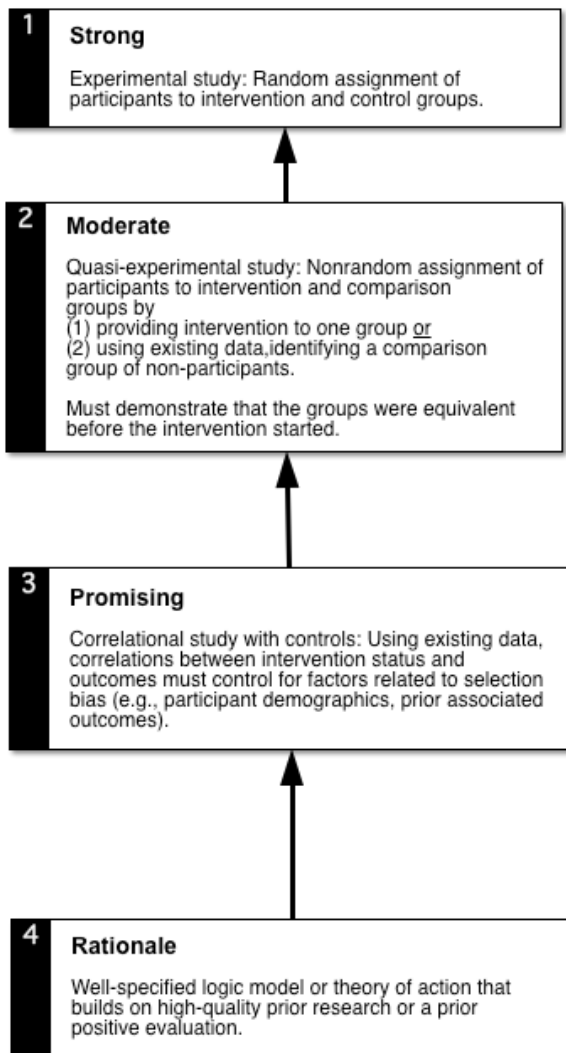 1
Strong
Experimental study: Random assignment of
participants to intervention and control groups.
2
Moderate
Quasi-experimental study: Nonrandom assignment of
participants to intervention and comparison
groups by
(1) providing intervention to one group or
(2) using existing data,identifying a comparison
group of non-participants.
Must demonstrate that the groups were equivalent
before the intervention started.
3
Promising
Correlational study with controls: Using existing data,
correlations between intervention status and
outcomes must control for factors related to selection
bias (e.g., participant demographics, prior associated
outcomes).
4
Rationale
Well-specified logic model or theory of action that
builds on high-quality prior research or a prior
positive evaluation.